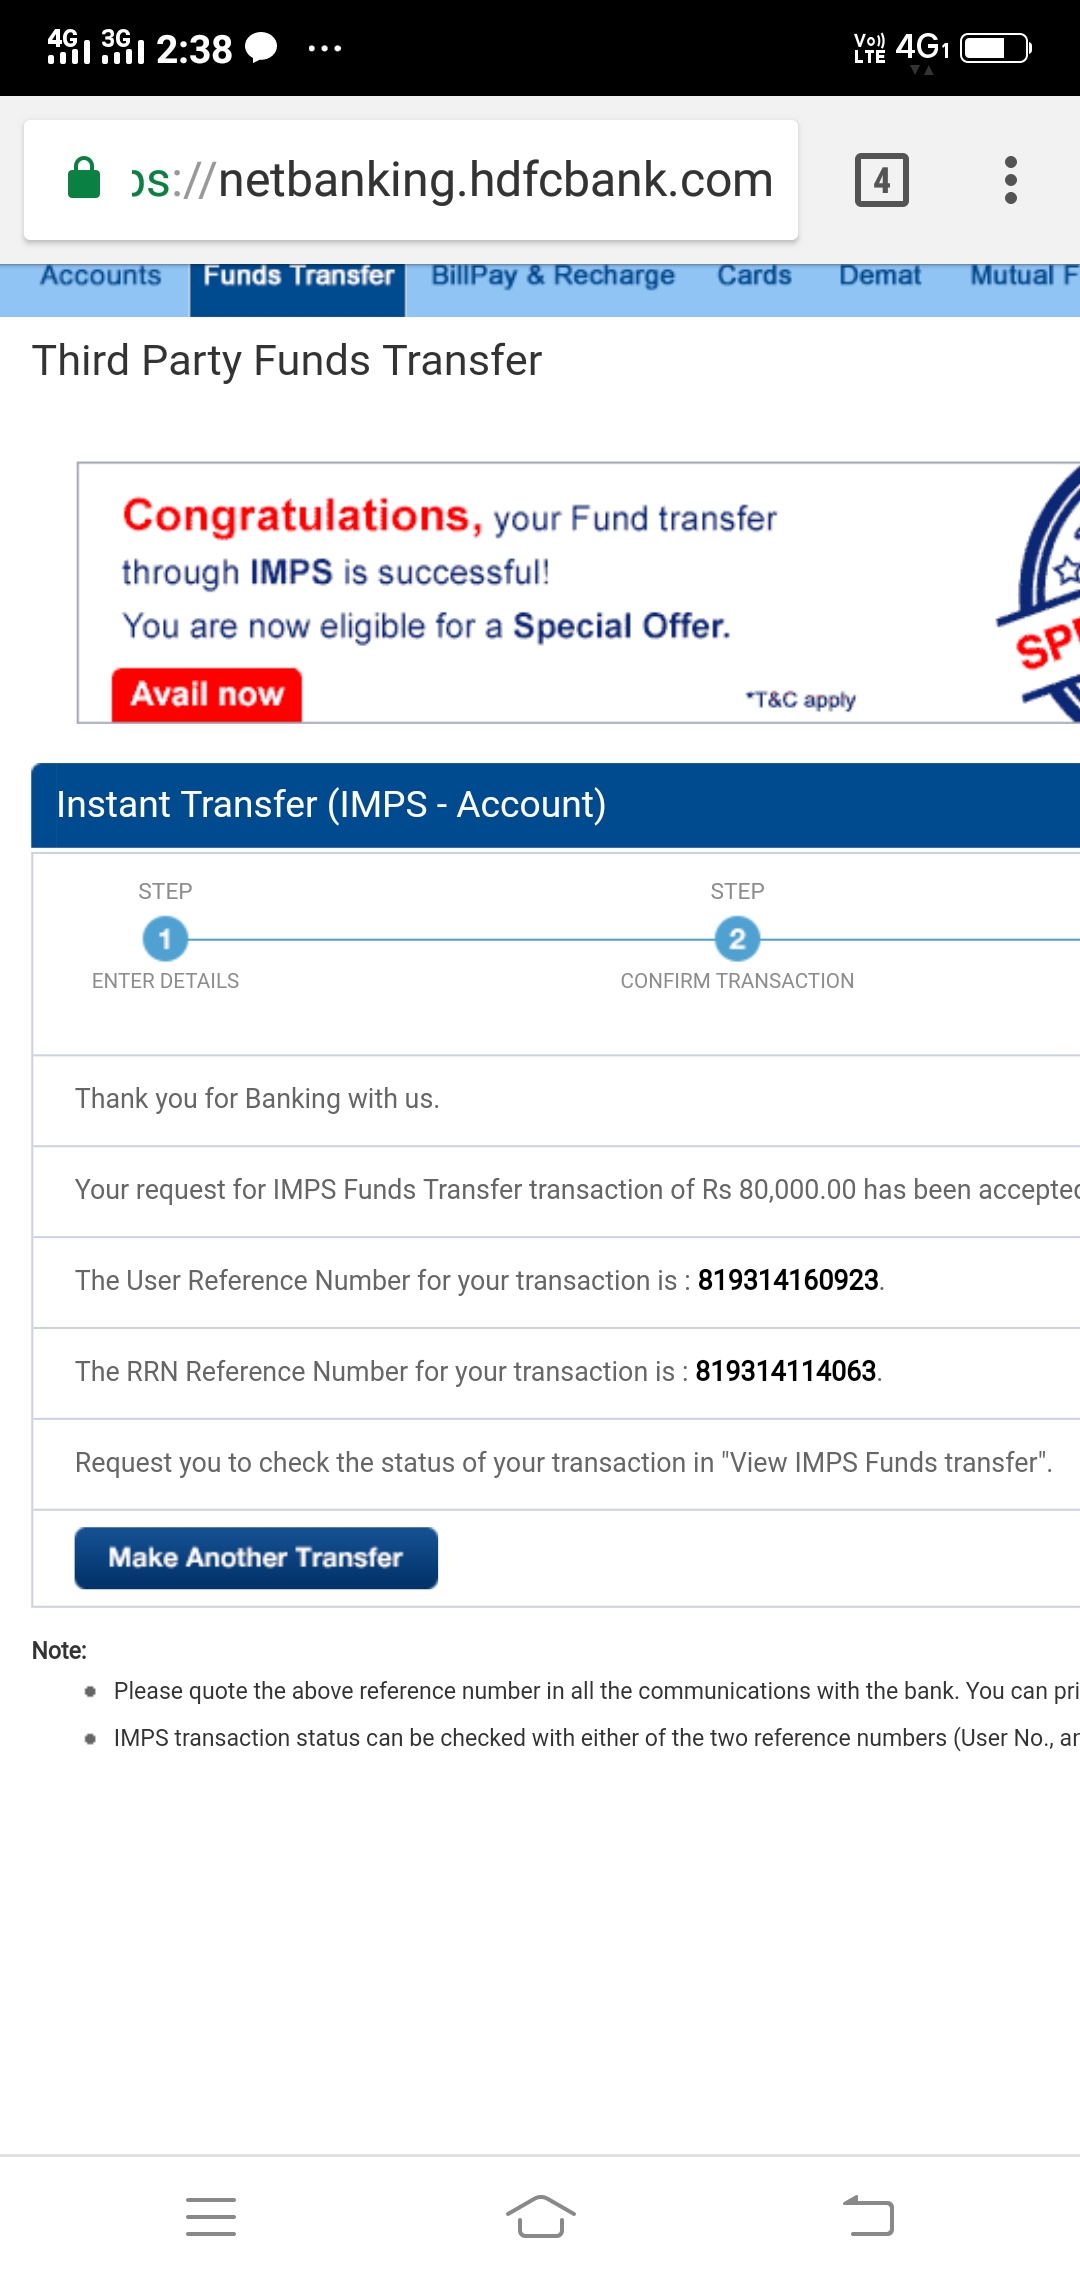 4G 3G 2:38 ... Vo)) LTE 4G1
ps://netbanking.hdfcbank.com 4
Accounts Funds Transfer BillPay & Recharge Cards Demat Mutual F
Third Party Funds Transfer
Congratulations, your Fund transfer
through IMPS is successful!
You are now eligible for a Special Offer.
Avail now
*T&C apply
SPE
Instant Transfer (IMPS - Account)
STEP STEP
1 2
ENTER DETAILS CONFIRM TRANSACTION
Thank you for Banking with us.
Your request for IMPS Funds Transfer transaction of Rs 80,000.00 has been accepted
The User Reference Number for your transaction is : 819314160923.
The RRN Reference Number for your transaction is : 819314114063.
Request you to check the status of your transaction in "View IMPS Funds transfer".
Make Another Transfer
Note:
Please quote the above reference number in all the communications with the bank. You can pri
IMPS transaction status can be checked with either of the two reference numbers (User No., an